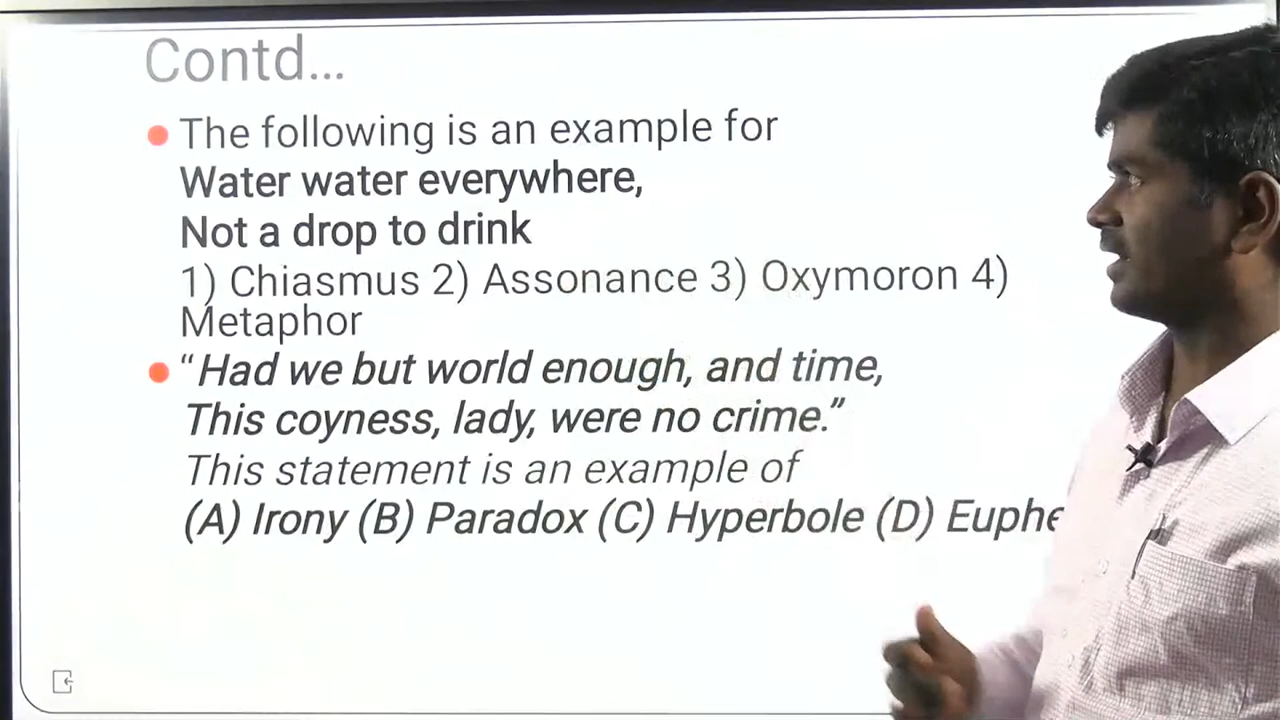 Contd...
The following is an example for
Water water everywhere,
Not a drop to drink
1) Chiasmus 2) Assonance 3) Oxymoron 4)
Metaphor
“Had we but world enough, and time,
This coyness, lady, were no crime.”
This statement is an example of
(A) Irony (B) Paradox (C) Hyperbole (D) Euphe